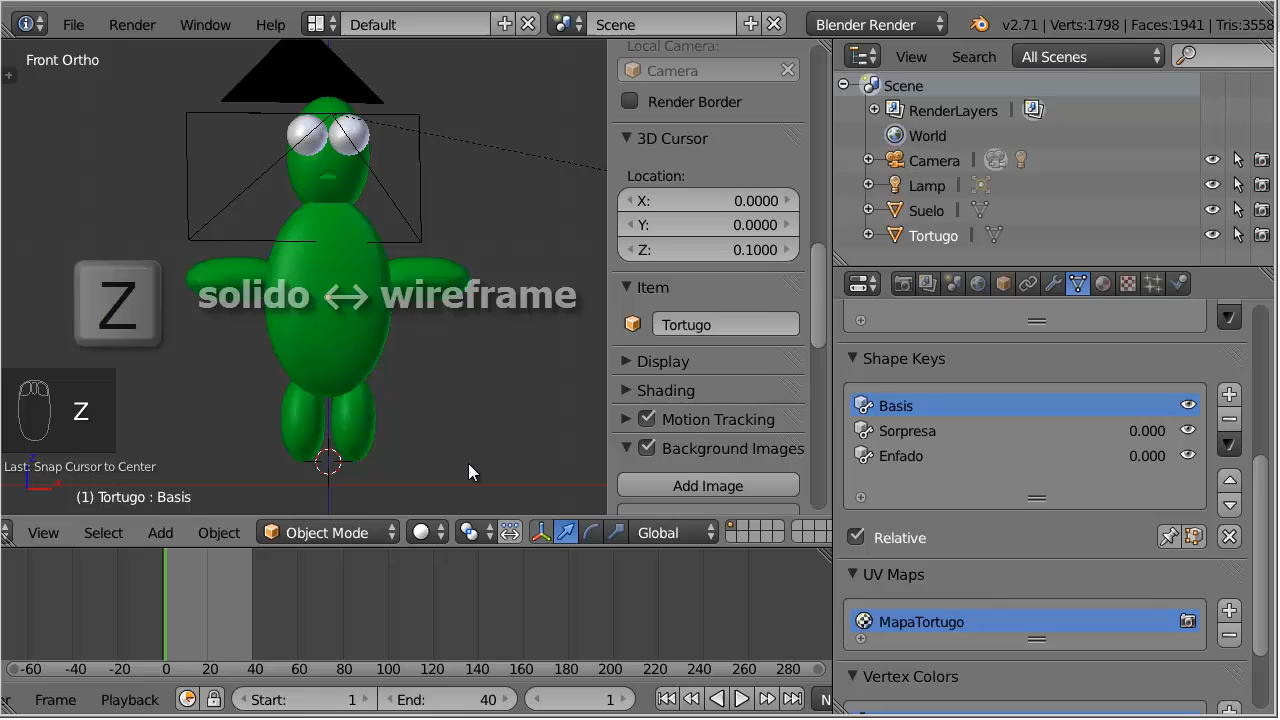 File Render Window Help Default Scene Blender Render v2.71 | Verts:1798 | Faces:1941 | Tris:3558
Front Ortho
Local Camera:
Camera
Render Border
3D Cursor
Location:
X: 0.0000
Y: 0.0000
Z: 0.1000
Item
Tortugo
Display
Shading
Motion Tracking
Background Images
Add Image
Z
solido <-> wireframe
Z
Last: Snap Cursor to Center
(1) Tortugo : Basis
View Select Add Object Object Mode Global
-60 -40 -20 0 20 40 60 80 100 120 140 160 180 200 220 240 260 280
Frame Playback Start: 1 End: 40 1
View Search All Scenes
Scene
RenderLayers
World
Camera
Lamp
Suelo
Tortugo
Shape Keys
Basis
Sorpresa 0.000
Enfado 0.000
Relative
UV Maps
MapaTortugo
Vertex Colors